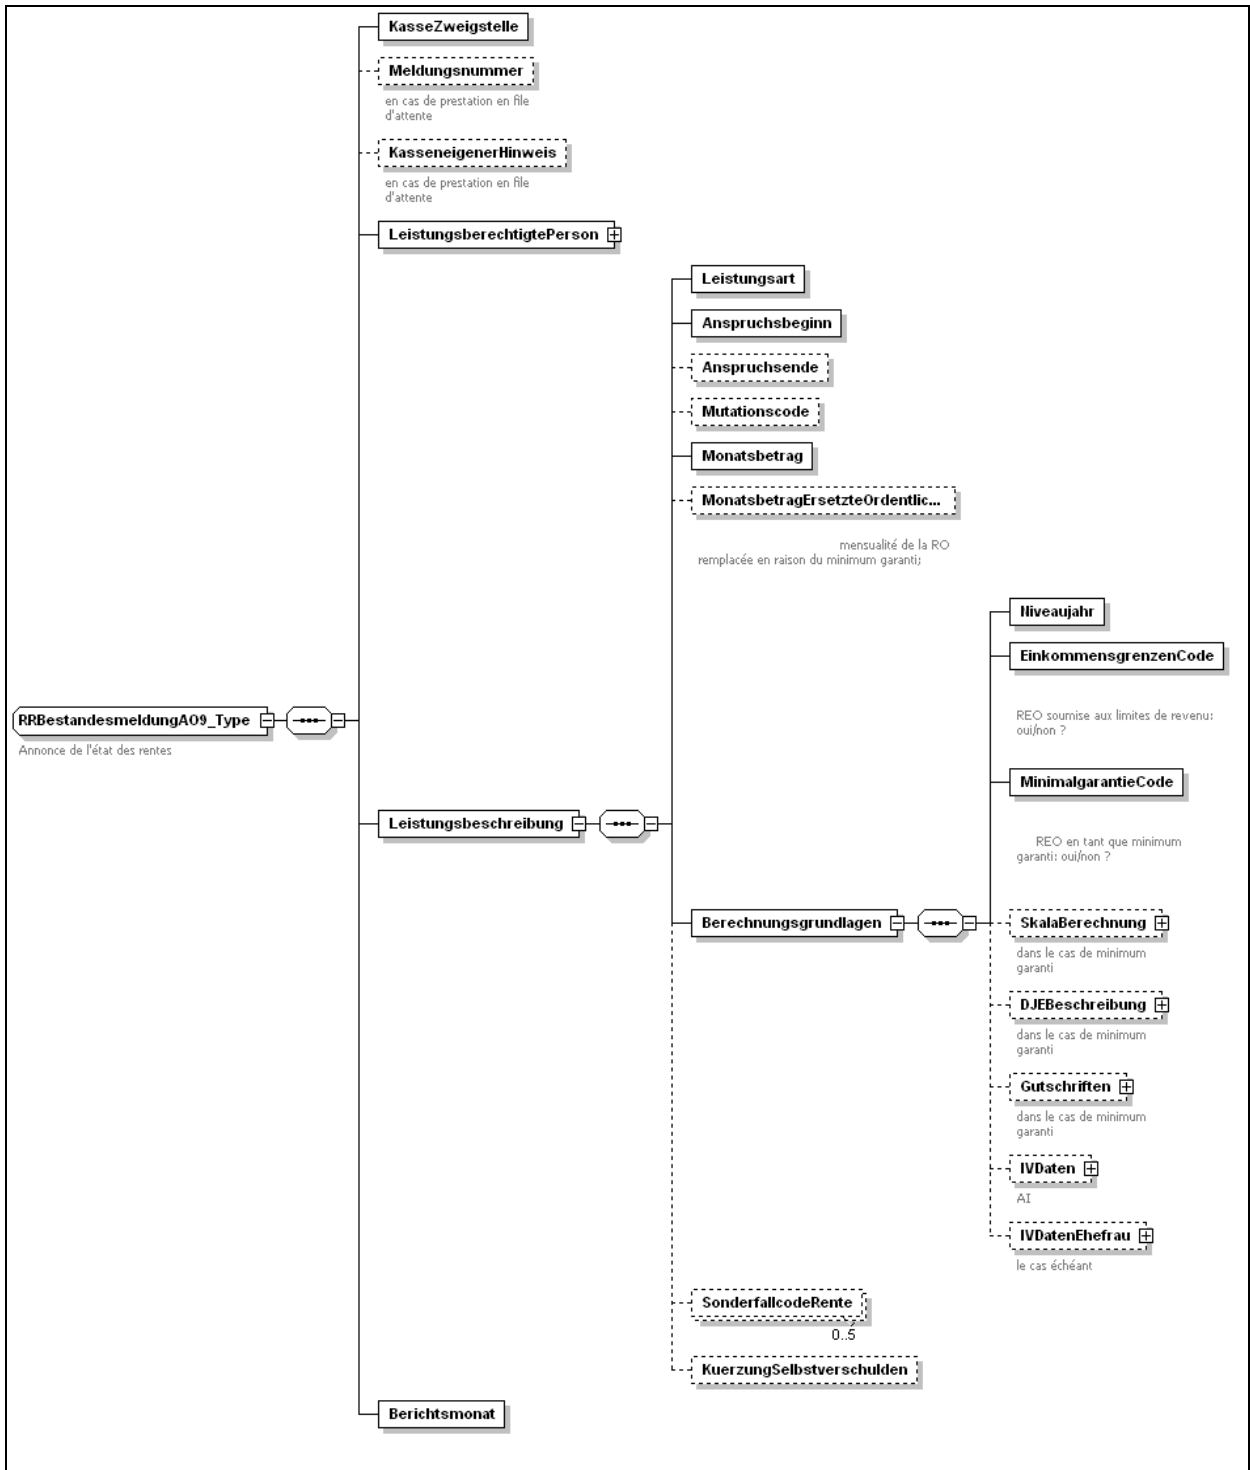 KasseZweigstelle
Meldungsnummer
en cas de prestation en file
d'attente
KasseneigenerHinweis
en cas de prestation en file
d'attente
LeistungsberechtigtePerson
Leistungsart
Anspruchsbeginn
Anspruchsende
Mutationscode
Monatsbetrag
MonatsbetragErsetzteOrdentlic...
mensualité de la RO
remplacée en raison du minimum garanti;
Niveaujahr
EinkommensgrenzenCode
REO soumise aux limites de revenu:
oui/non ?
RRBestandesmeldungAO9_Type
Annonce de l'état des rentes
MinimalgarantieCode
REO en tant que minimum
garanti: oui/non ?
Leistungsbeschreibung
Berechnungsgrundlagen
SkalaBerechnung
dans le cas de minimum
garanti
DJEBeschreibung
dans le cas de minimum
garanti
Gutschriften
dans le cas de minimum
garanti
IVDaten
AI
IVDatenEhefrau
le cas échéant
SonderfallcodeRente
0..5
KuerzungSelbstverschulden
Berichtsmonat